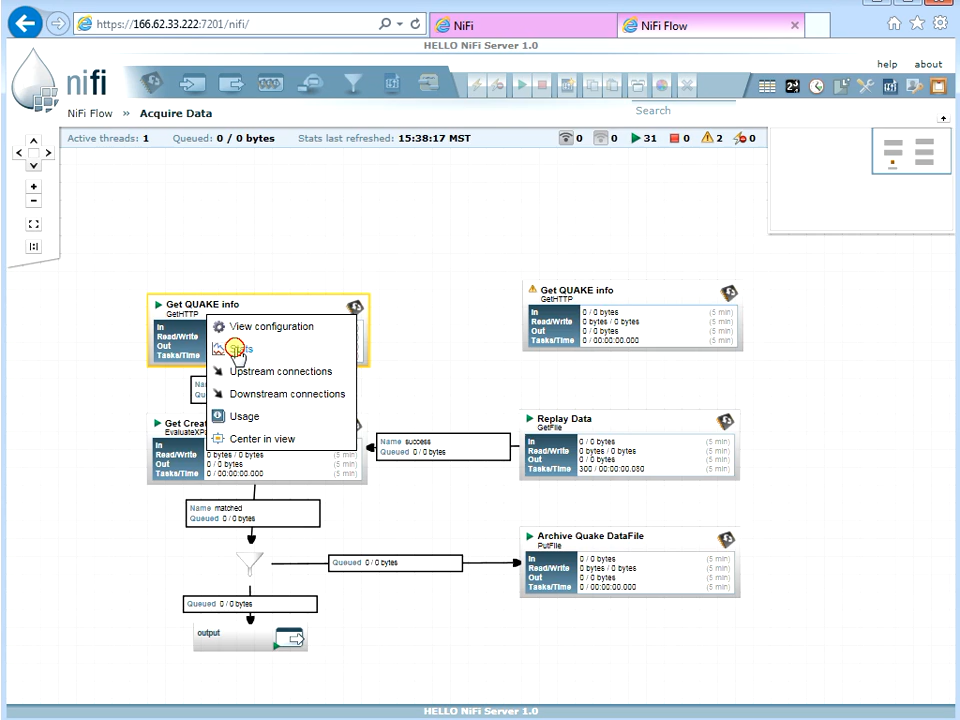 https://166.62.33.222:7201/nifi/
NiFi
NiFi Flow
HELLO NiFi Server 1.0
nifi
help
about
NiFi Flow » Acquire Data
Search
Active threads: 1
Queued: 0 / 0 bytes
Stats last refreshed: 15:38:17 MST
0
0
31
0
2
0
Get QUAKE info
GetHTTP
In
Read/Write
Out
Tasks/Time
View configuration
Stats
Upstream connections
Downstream connections
Usage
Center in view
Get QUAKE info
GetHTTP
In 0 / 0 bytes (5 min)
Read/Write 0 bytes / 0 bytes (5 min)
Out 0 / 0 bytes (5 min)
Tasks/Time 0 / 00:00:00.000 (5 min)
In
Read/Write 0 bytes / 0 bytes (5 min)
Out 0 / 0 bytes (5 min)
Tasks/Time 0 / 00:00:00.000 (5 min)
Replay Data
GetFile
In 0 / 0 bytes (5 min)
Read/Write 0 bytes / 0 bytes (5 min)
Out 0 / 0 bytes (5 min)
Tasks/Time 300 / 00:00:00.080 (5 min)
Name success
Queued 0 / 0 bytes
Name matched
Queued 0 / 0 bytes
Queued 0 / 0 bytes
Archive Quake DataFile
PutFile
In 0 / 0 bytes (5 min)
Read/Write 0 bytes / 0 bytes (5 min)
Out 0 / 0 bytes (5 min)
Tasks/Time 0 / 00:00:00.000 (5 min)
Queued 0 / 0 bytes
output
HELLO NiFi Server 1.0